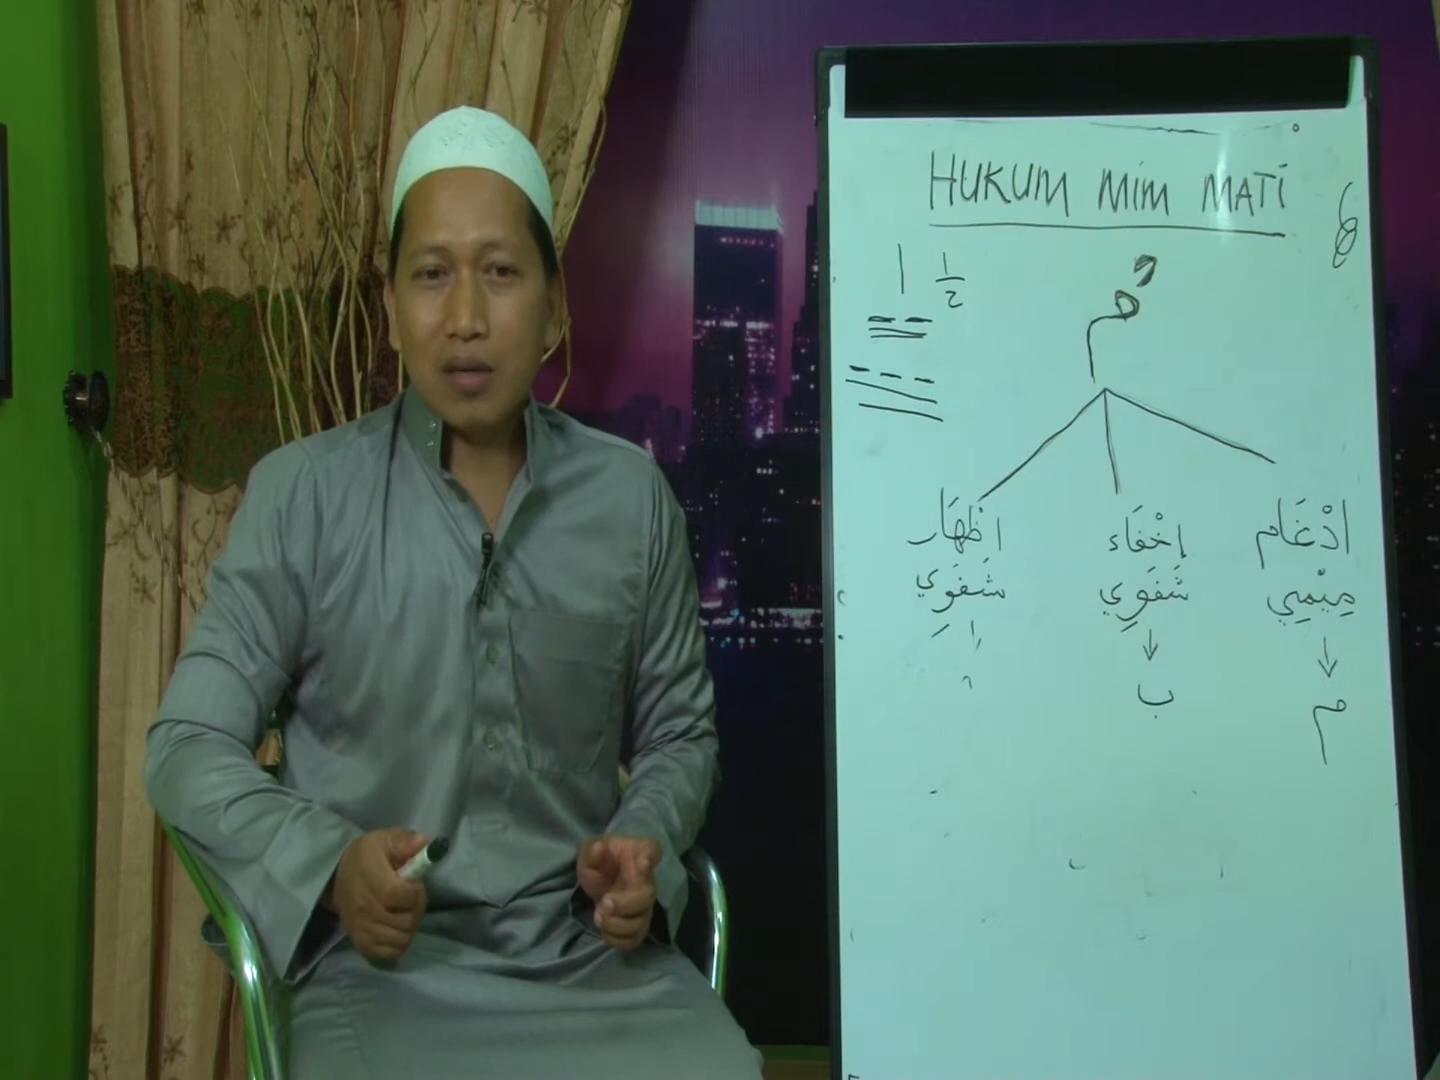 HUKUM MiM MATi
1 1/2
مْ
اِدْغَام إِخْفَاء اِظْهَار
مِيْمِي شَفَوِي شَفَوِي
ب
م